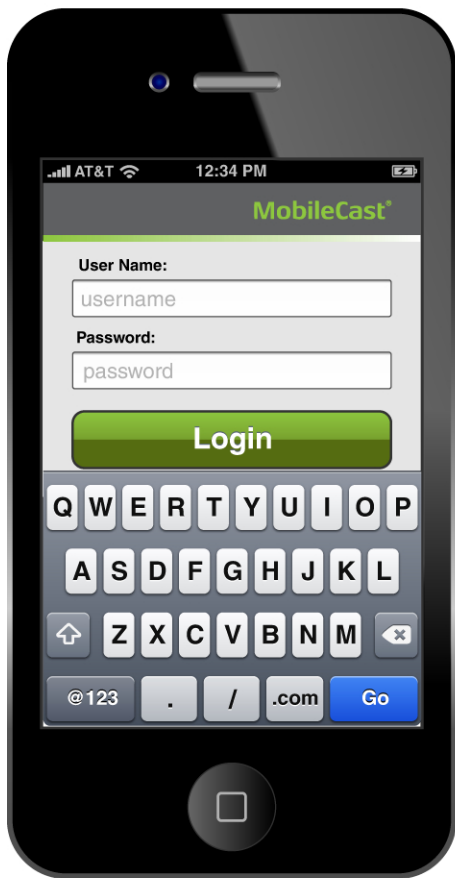 AT&T 12:34 PM
MobileCast®
User Name:
username
Password:
password
Login
Q W E R T Y U I O P
A S D F G H J K L
Z X C V B N M
@123 . / .com Go